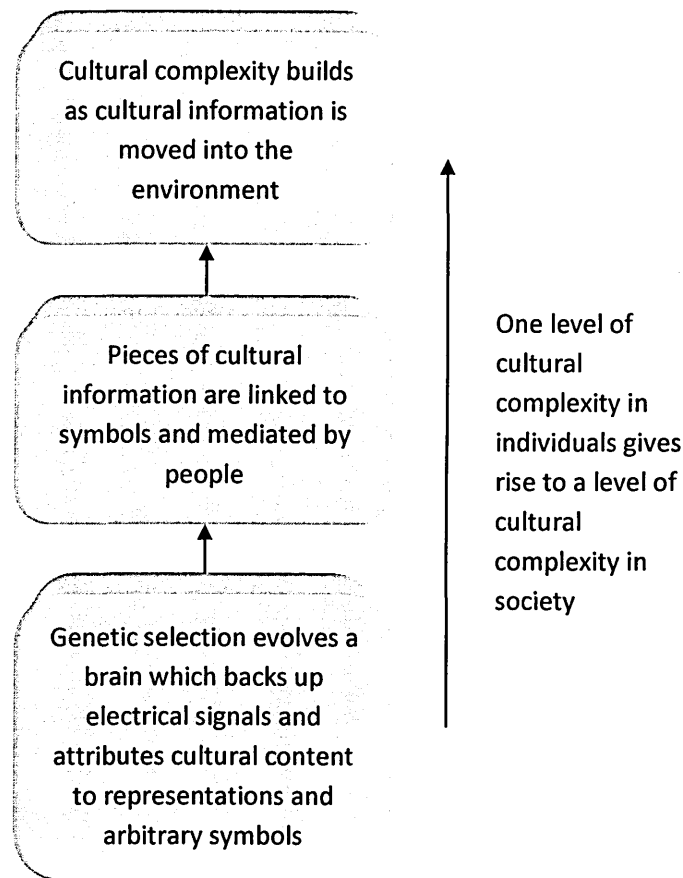 Cultural complexity builds
as cultural information is
moved into the
environment
Pieces of cultural
information are linked to
symbols and mediated by
people
Genetic selection evolves a
brain which backs up
electrical signals and
attributes cultural content
to representations and
arbitrary symbols
One level of
cultural
complexity in
individuals gives
rise to a level of
cultural
complexity in
society